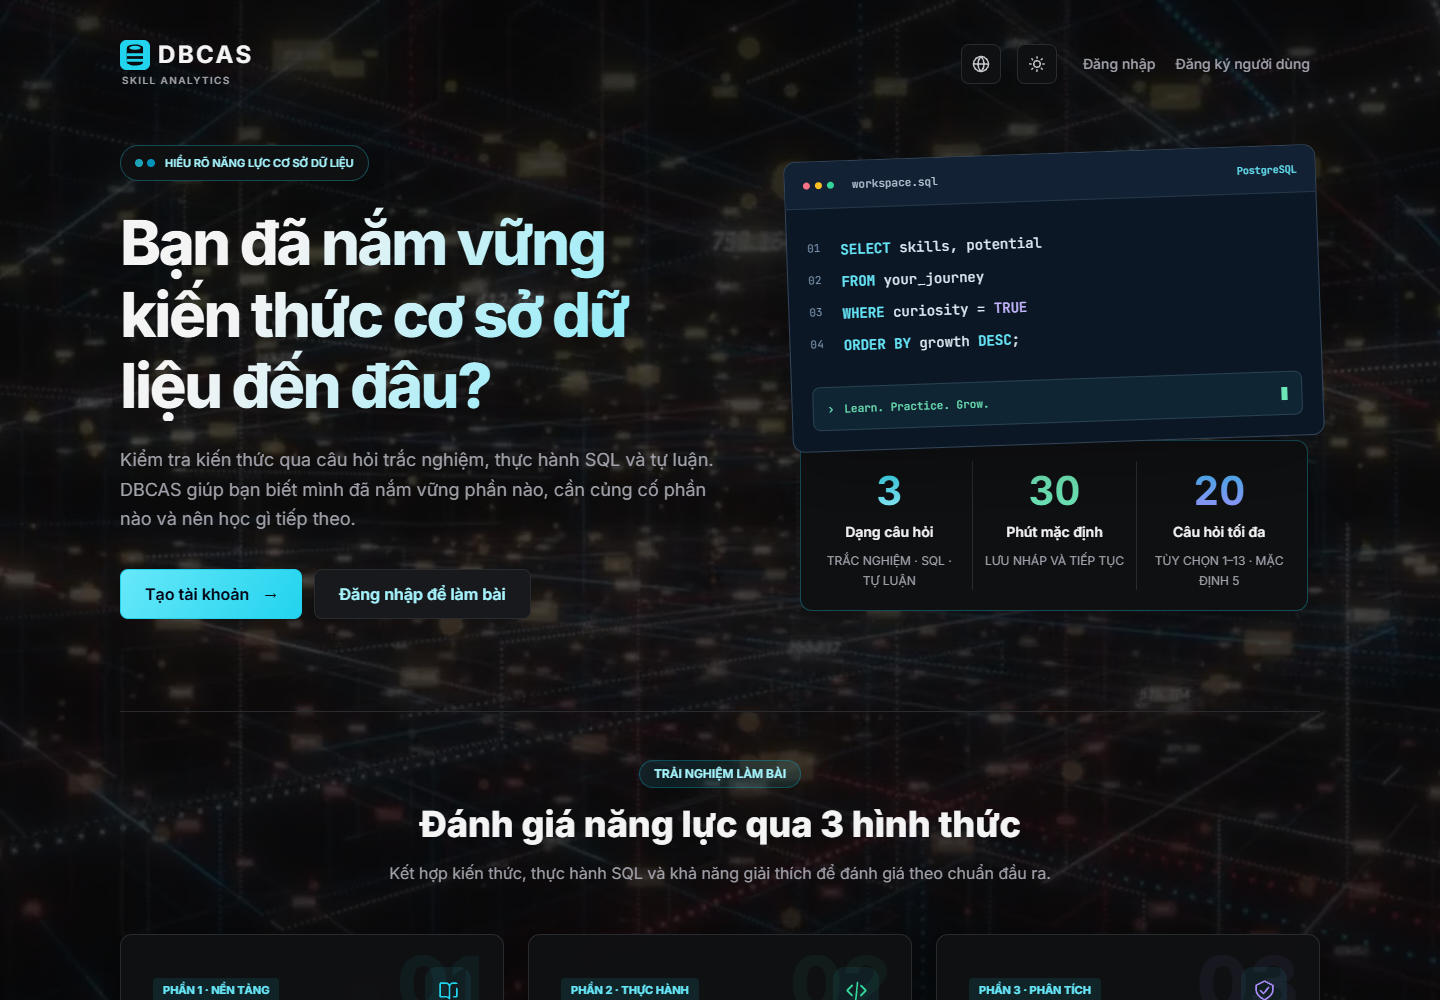 DBCAS
SKILL ANALYTICS
Đăng nhập
Đăng ký người dùng
HIỂU RÕ NĂNG LỰC CƠ SỞ DỮ LIỆU
Bạn đã nắm vững
kiến thức cơ sở dữ
liệu đến đâu?
Kiểm tra kiến thức qua câu hỏi trắc nghiệm, thực hành SQL và tự luận.
DBCAS giúp bạn biết mình đã nắm vững phần nào, cần củng cố phần
nào và nên học gì tiếp theo.
Tạo tài khoản →
Đăng nhập để làm bài
workspace.sql
PostgreSQL
01 SELECT skills, potential
02 FROM your_journey
03 WHERE curiosity = TRUE
04 ORDER BY growth DESC;
› Learn. Practice. Grow.
3
Dạng câu hỏi
TRẮC NGHIỆM · SQL ·
TỰ LUẬN
30
Phút mặc định
LƯU NHÁP VÀ TIẾP TỤC
20
Câu hỏi tối đa
TÙY CHỌN 1–13 · MẶC
ĐỊNH 5
TRẢI NGHIỆM LÀM BÀI
Đánh giá năng lực qua 3 hình thức
Kết hợp kiến thức, thực hành SQL và khả năng giải thích để đánh giá theo chuẩn đầu ra.
01
PHẦN 1 · NỀN TẢNG
02
PHẦN 2 · THỰC HÀNH
03
PHẦN 3 · PHÂN TÍCH